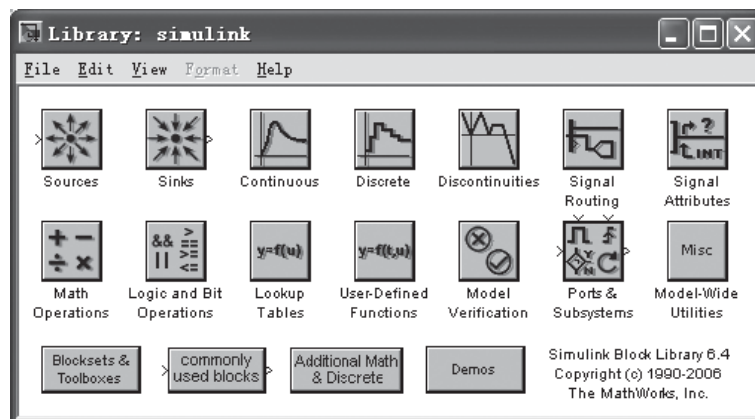 Library: simulink
File Edit View Format Help
Sources Sinks Continuous Discrete Discontinuities Signal Routing Signal Attributes
? INT
+ − ÷ ×
&& || > == >= <=
y=f(u) y=f(t,u)
Y N
Misc
Math Operations Logic and Bit Operations Lookup Tables User-Defined Functions Model Verification Ports & Subsystems Model-Wide Utilities
Blocksets & Toolboxes commonly used blocks Additional Math & Discrete Demos
Simulink Block Library 6.4
Copyright (c) 1990-2006
The MathWorks, Inc.